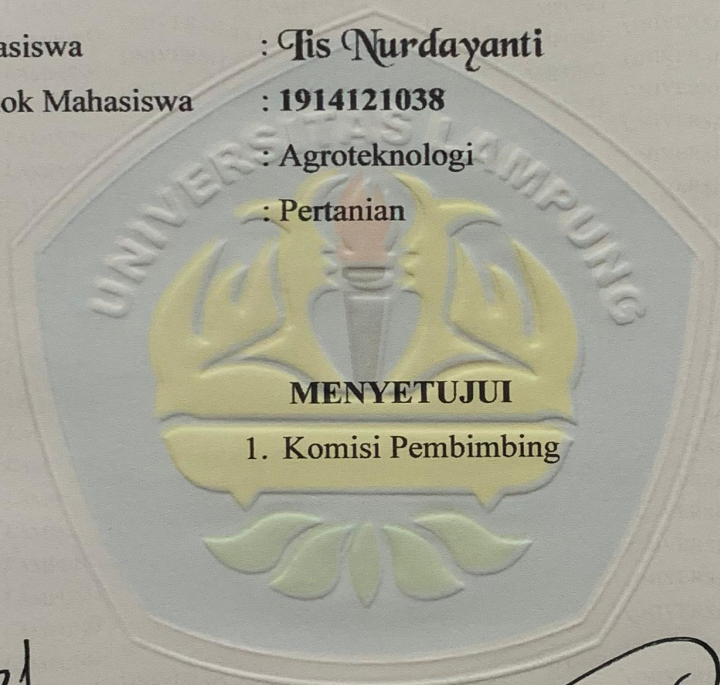 asiswa : Iis Nurdayanti
ok Mahasiswa : 1914121038
: Agroteknologi
: Pertanian
UNIVERSITAS LAMPUNG
MENYETUJUI
1. Komisi Pembimbing